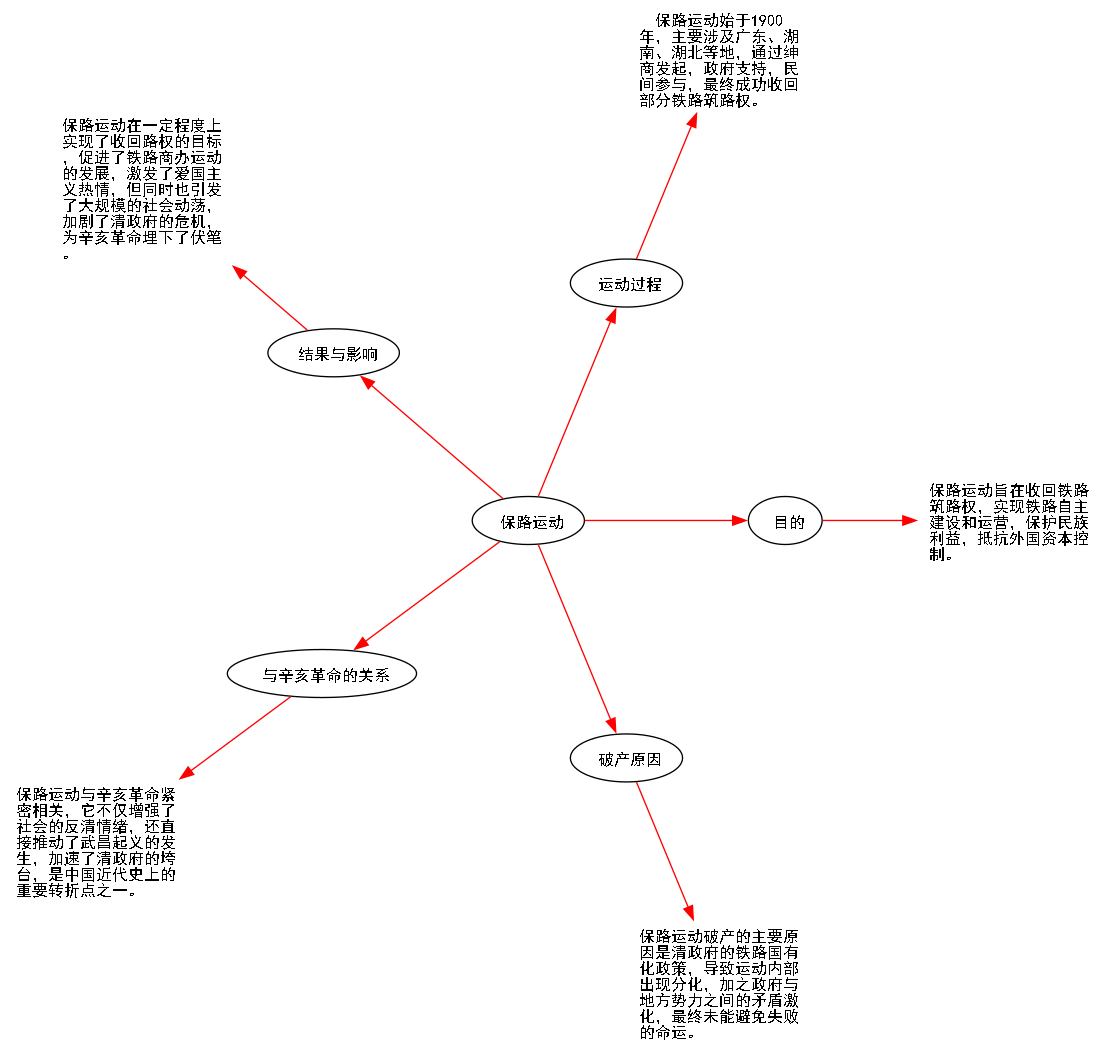 保路运动始于1900
年，主要涉及广东、湖
南、湖北等地，通过绅
商发起，政府支持，民
间参与，最终成功收回
部分铁路筑路权。
保路运动在一定程度上
实现了收回路权的目标
，促进了铁路商办运动
的发展，激发了爱国主
义热情，但同时也引发
了大规模的社会动荡，
加剧了清政府的危机，
为辛亥革命埋下了伏笔
。
运动过程
结果与影响
保路运动
目的
保路运动旨在收回铁路
筑路权，实现铁路自主
建设和运营，保护民族
利益，抵抗外国资本控
制。
与辛亥革命的关系
破产原因
保路运动与辛亥革命紧
密相关，它不仅增强了
社会的反清情绪，还直
接推动了武昌起义的发
生，加速了清政府的垮
台，是中国近代史上的
重要转折点之一。
保路运动破产的主要原
因是清政府的铁路国有
化政策，导致运动内部
出现分化，加之政府与
地方势力之间的矛盾激
化，最终未能避免失败
的命运。